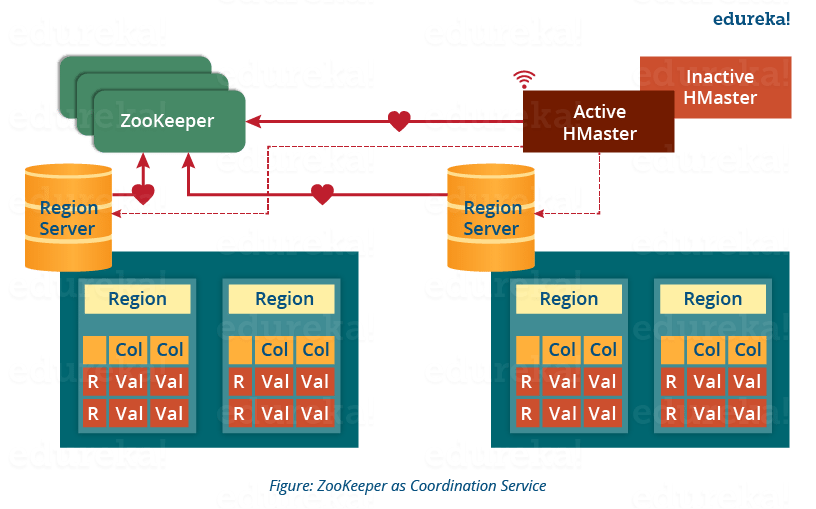 edureka!
Inactive
HMaster
Active
HMaster
ZooKeeper
Region
Server
Region
Server
Region
Region
Region
Region
Col Col
Col Col
Col Col
Col Col
R Val Val
R Val Val
R Val Val
R Val Val
R Val Val
R Val Val
R Val Val
R Val Val
Figure: ZooKeeper as Coordination Service